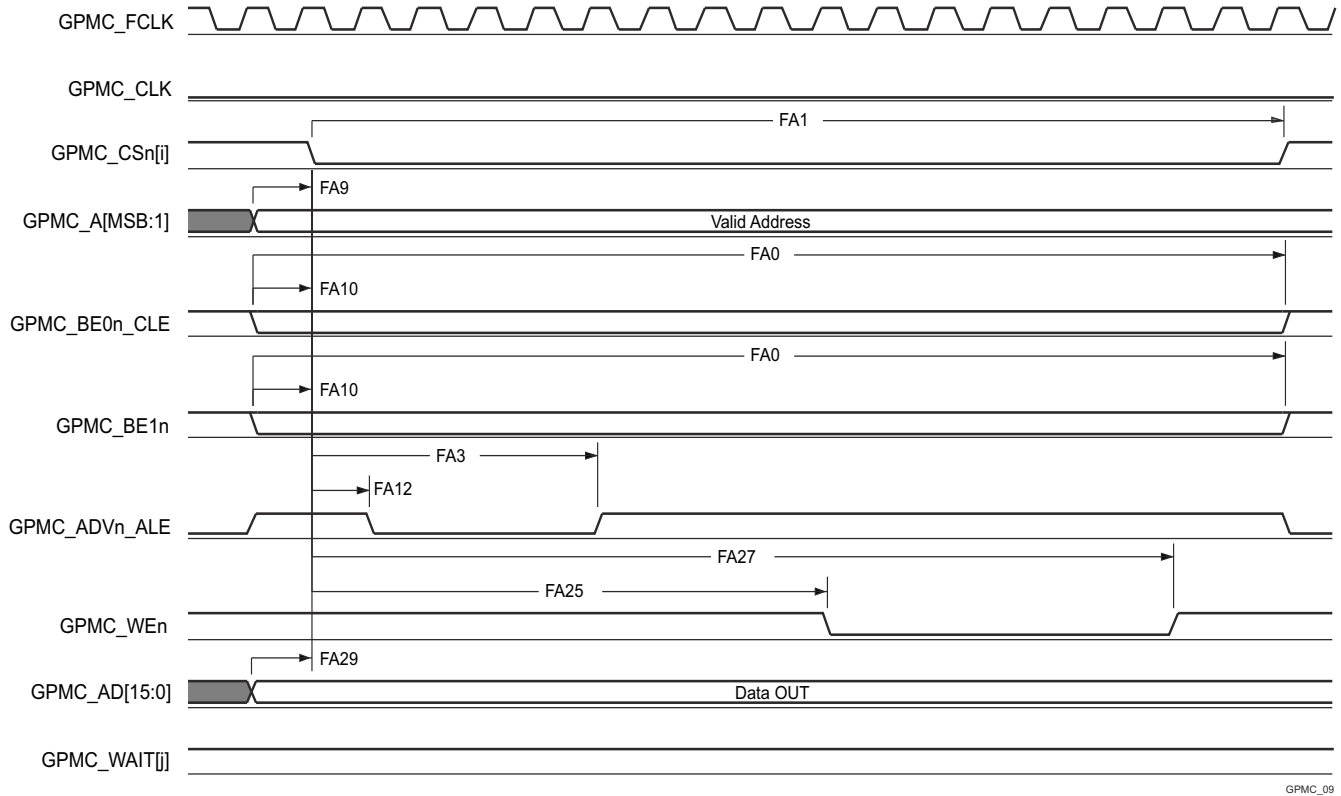 GPMC_FCLK
GPMC_CLK
FA1
GPMC_CSn[i]
FA9
GPMC_A[MSB:1]
Valid Address
FA0
FA10
GPMC_BE0n_CLE
FA0
FA10
GPMC_BE1n
FA3
FA12
GPMC_ADVn_ALE
FA27
FA25
GPMC_WEn
FA29
GPMC_AD[15:0]
Data OUT
GPMC_WAIT[j]
GPMC_09